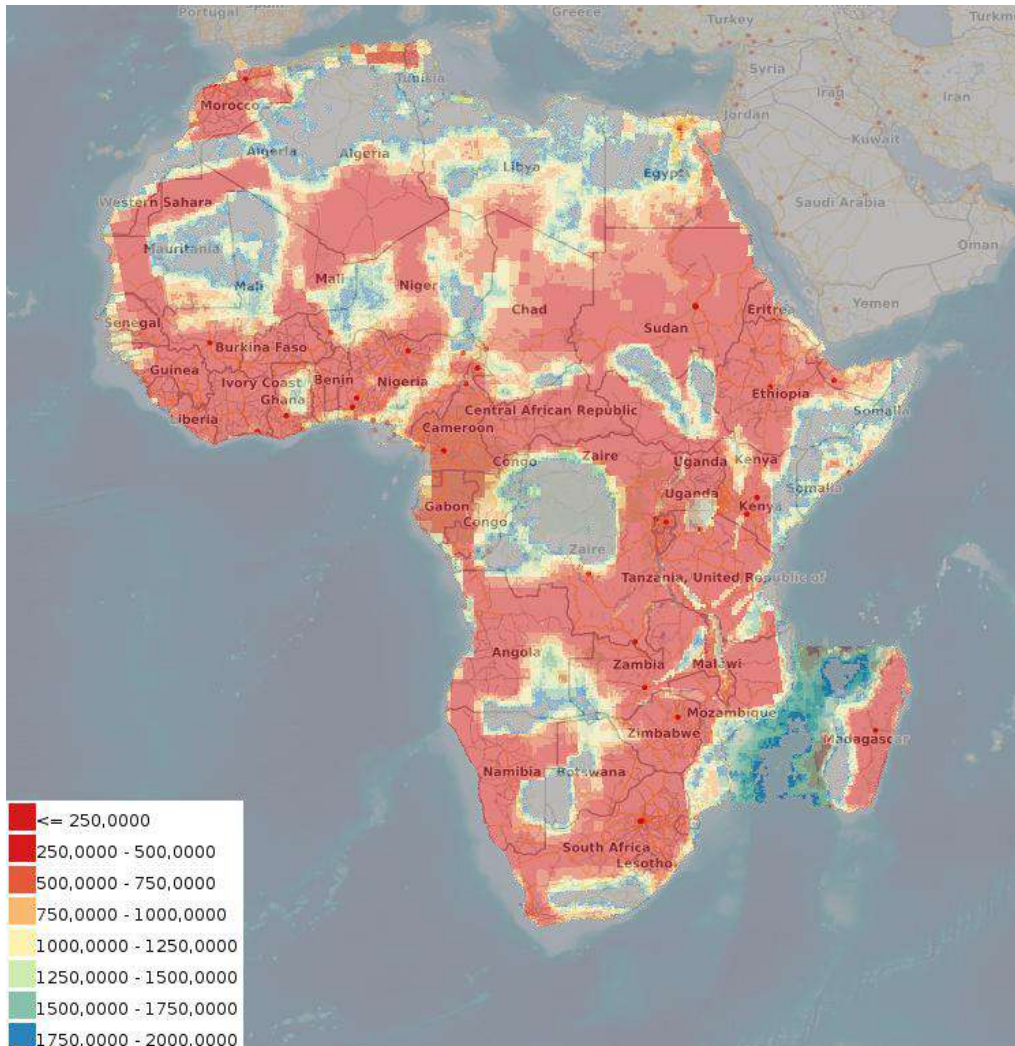 Portugal
Greece
Turkey
Turkm
Syria
Tunisia
Iraq
Iran
Morocco
Jordan
Kuwait
Algeria
Algeria
Libya
Egypt
Western Sahara
Saudi Arabia
Oman
Mauritania
Mali
Mali
Niger
Yemen
Chad
Eritrea
Senegal
Sudan
Burkina Faso
Guinea
Ivory Coast
Benin
Nigeria
Ethiopia
Ghana
Central African Republic
Somalia
Liberia
Cameroon
Congo
Zaire
Uganda
Kenya
Uganda
Somalia
Gabon
Kenya
Congo
Zaire
Tanzania, United Republic of
Angola
Zambia
Malawi
Mozambique
Zimbabwe
Madagascar
Namibia
Botswana
South Africa
Lesotho
<= 250,0000
250,0000 - 500,0000
500,0000 - 750,0000
750,0000 - 1000,0000
1000,0000 - 1250,0000
1250,0000 - 1500,0000
1500,0000 - 1750,0000
1750,0000 - 2000,0000